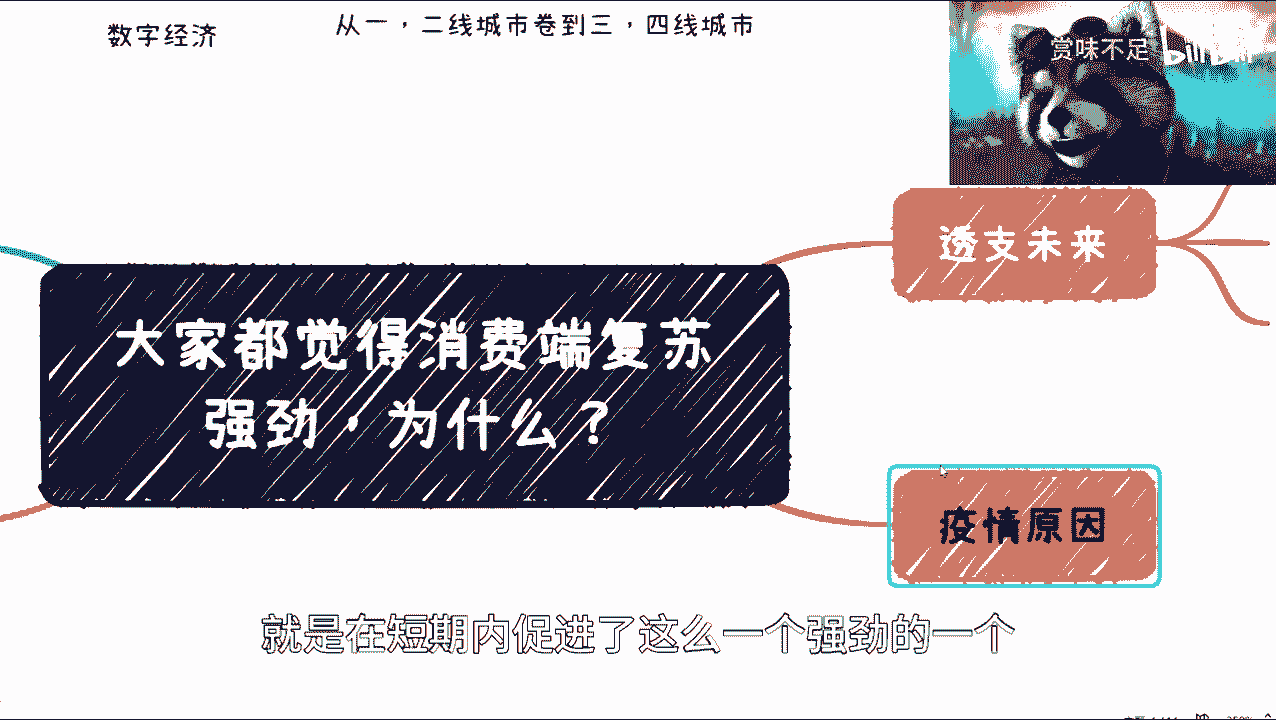 数字经济
从一，二线城市卷到三，四线城市
赏味不足 bilibili
透支未来
大家都觉得消费端复苏
强劲，为什么？
疫情原因
就是在短期内促进了这么一个强劲的一个